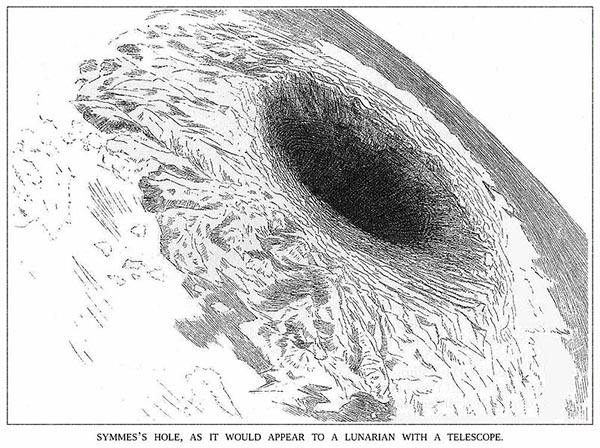 SYMMES'S HOLE, AS IT WOULD APPEAR TO A LUNARIAN WITH A TELESCOPE.